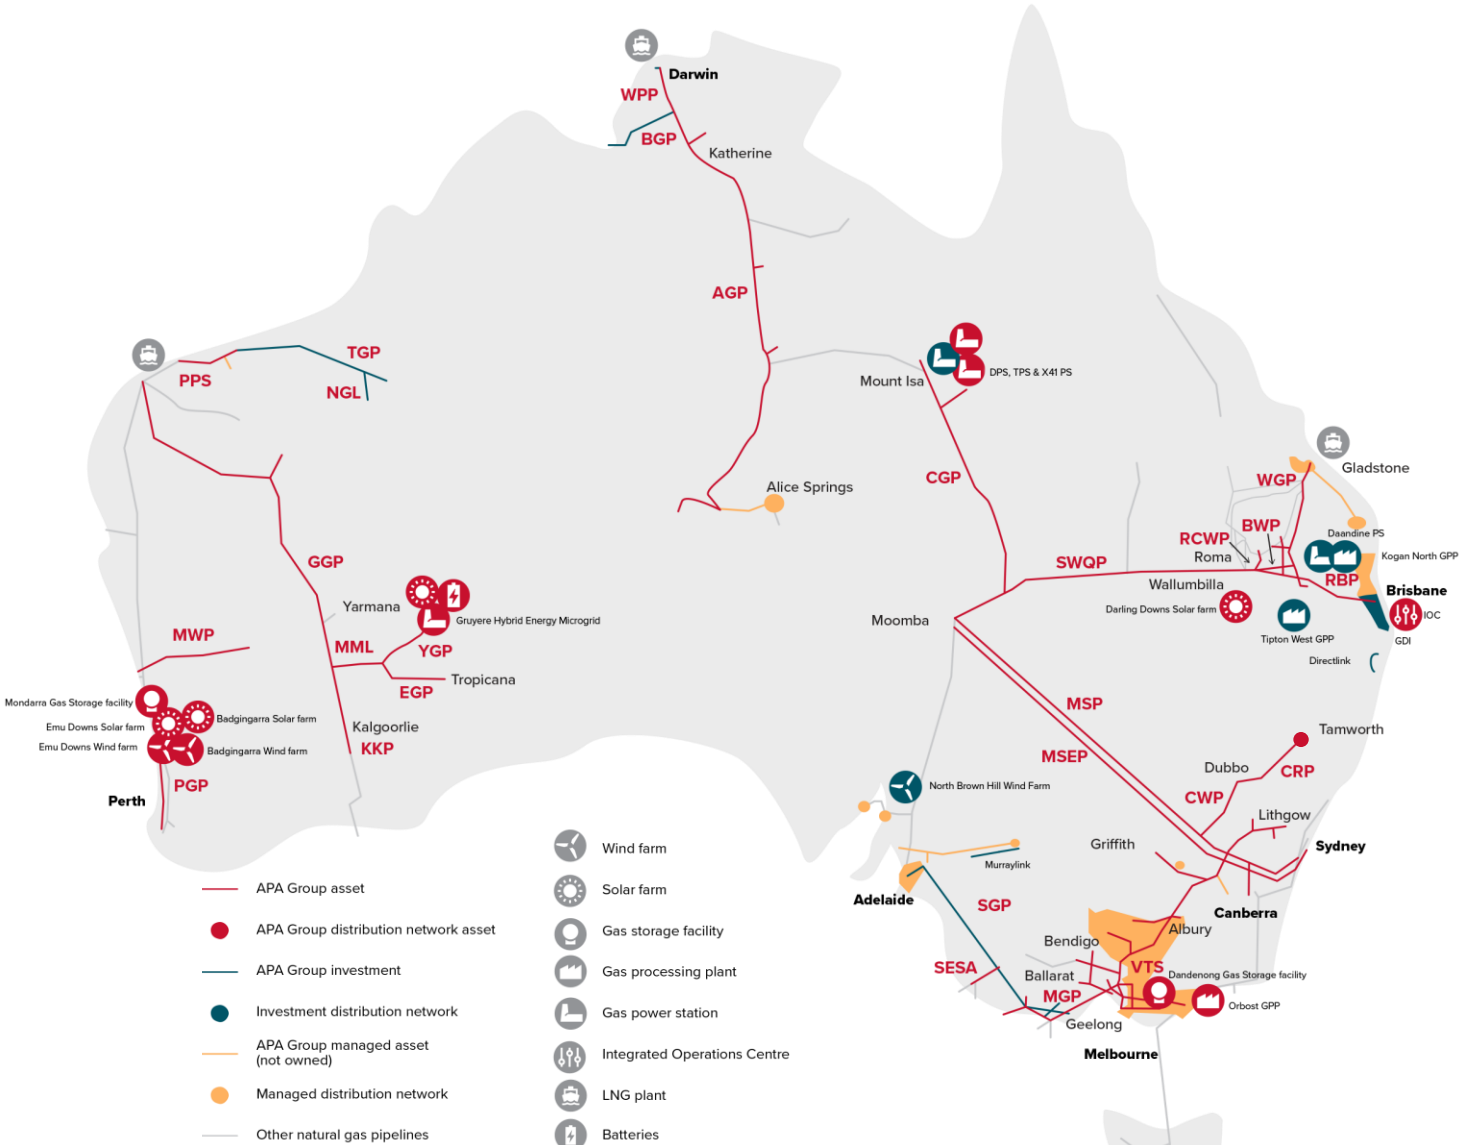 Darwin
WPP
BGP
Katherine
AGP
TGP
PPS
NGL
Mount Isa
DPS, TPS & X41 PS
Gladstone
CGP
WGP
Alice Springs
BWP
Daandine PS
RCWP
Roma
Kogan North GPP
GGP
SWQP
RBP
Wallumbilla
Brisbane
Yarmana
Darling Downs Solar farm
IOC
Gruyere Hybrid Energy Microgrid
Moomba
Tipton West GPP
GDI
MWP
MML
YGP
Directlink
Tropicana
EGP
Mondarra Gas Storage facility
MSP
Badgingarra Solar farm
Emu Downs Solar farm
Kalgoorlie
Tamworth
Emu Downs Wind farm
Badgingarra Wind farm
KKP
MSEP
Dubbo
CRP
PGP
North Brown Hill Wind Farm
Perth
CWP
Lithgow
Griffith
Sydney
Wind farm
Murraylink
APA Group asset
Solar farm
Adelaide
SGP
Canberra
APA Group distribution network asset
Gas storage facility
Albury
Bendigo
APA Group investment
Gas processing plant
SESA
Ballarat
VTS
Dandenong Gas Storage facility
MGP
Orbost GPP
Investment distribution network
Gas power station
Geelong
APA Group managed asset
(not owned)
Integrated Operations Centre
Melbourne
Managed distribution network
LNG plant
Other natural gas pipelines
Batteries